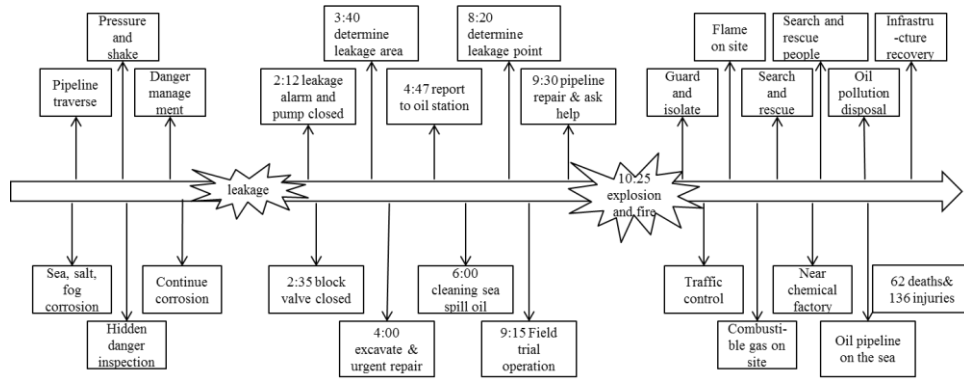 Pressure
and
shake
3:40
determine
leakage area
8:20
determine
leakage point
Flame
on site
Search and
rescue
people
Infrastru
-cture
recovery
Pipeline
traverse
Danger
manage
ment
2:12 leakage
alarm and
pump closed
4:47 report
to oil station
9:30 pipeline
repair & ask
help
Guard
and
isolate
Search
and
rescue
Oil
pollution
disposal
leakage
10:25
explosion
and fire
Sea, salt,
fog
corrosion
Continue
corrosion
2:35 block
valve closed
6:00
cleaning sea
spill oil
Traffic
control
Near
chemical
factory
62 deaths&
136 injuries
Hidden
danger
inspection
4:00
excavate &
urgent repair
9:15 Field
trial
operation
Combusti-
ble gas on
site
Oil pipeline
on the sea